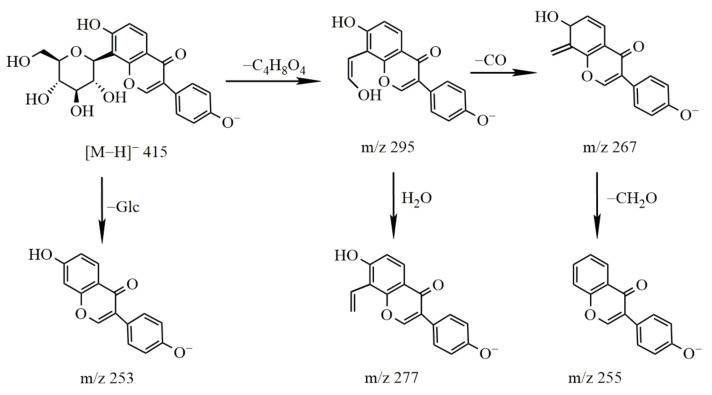 HO
O
HO
O
HO
OH
OH
O
O⁻
[M−H]⁻ 415
−C₄H₈O₄
HO
O
O
OH
O⁻
m/z 295
−CO
HO
O
O
O⁻
m/z 267
−Glc
H₂O
−CH₂O
HO
O
O
O⁻
m/z 253
HO
O
O
O⁻
m/z 277
O
O
O⁻
m/z 255